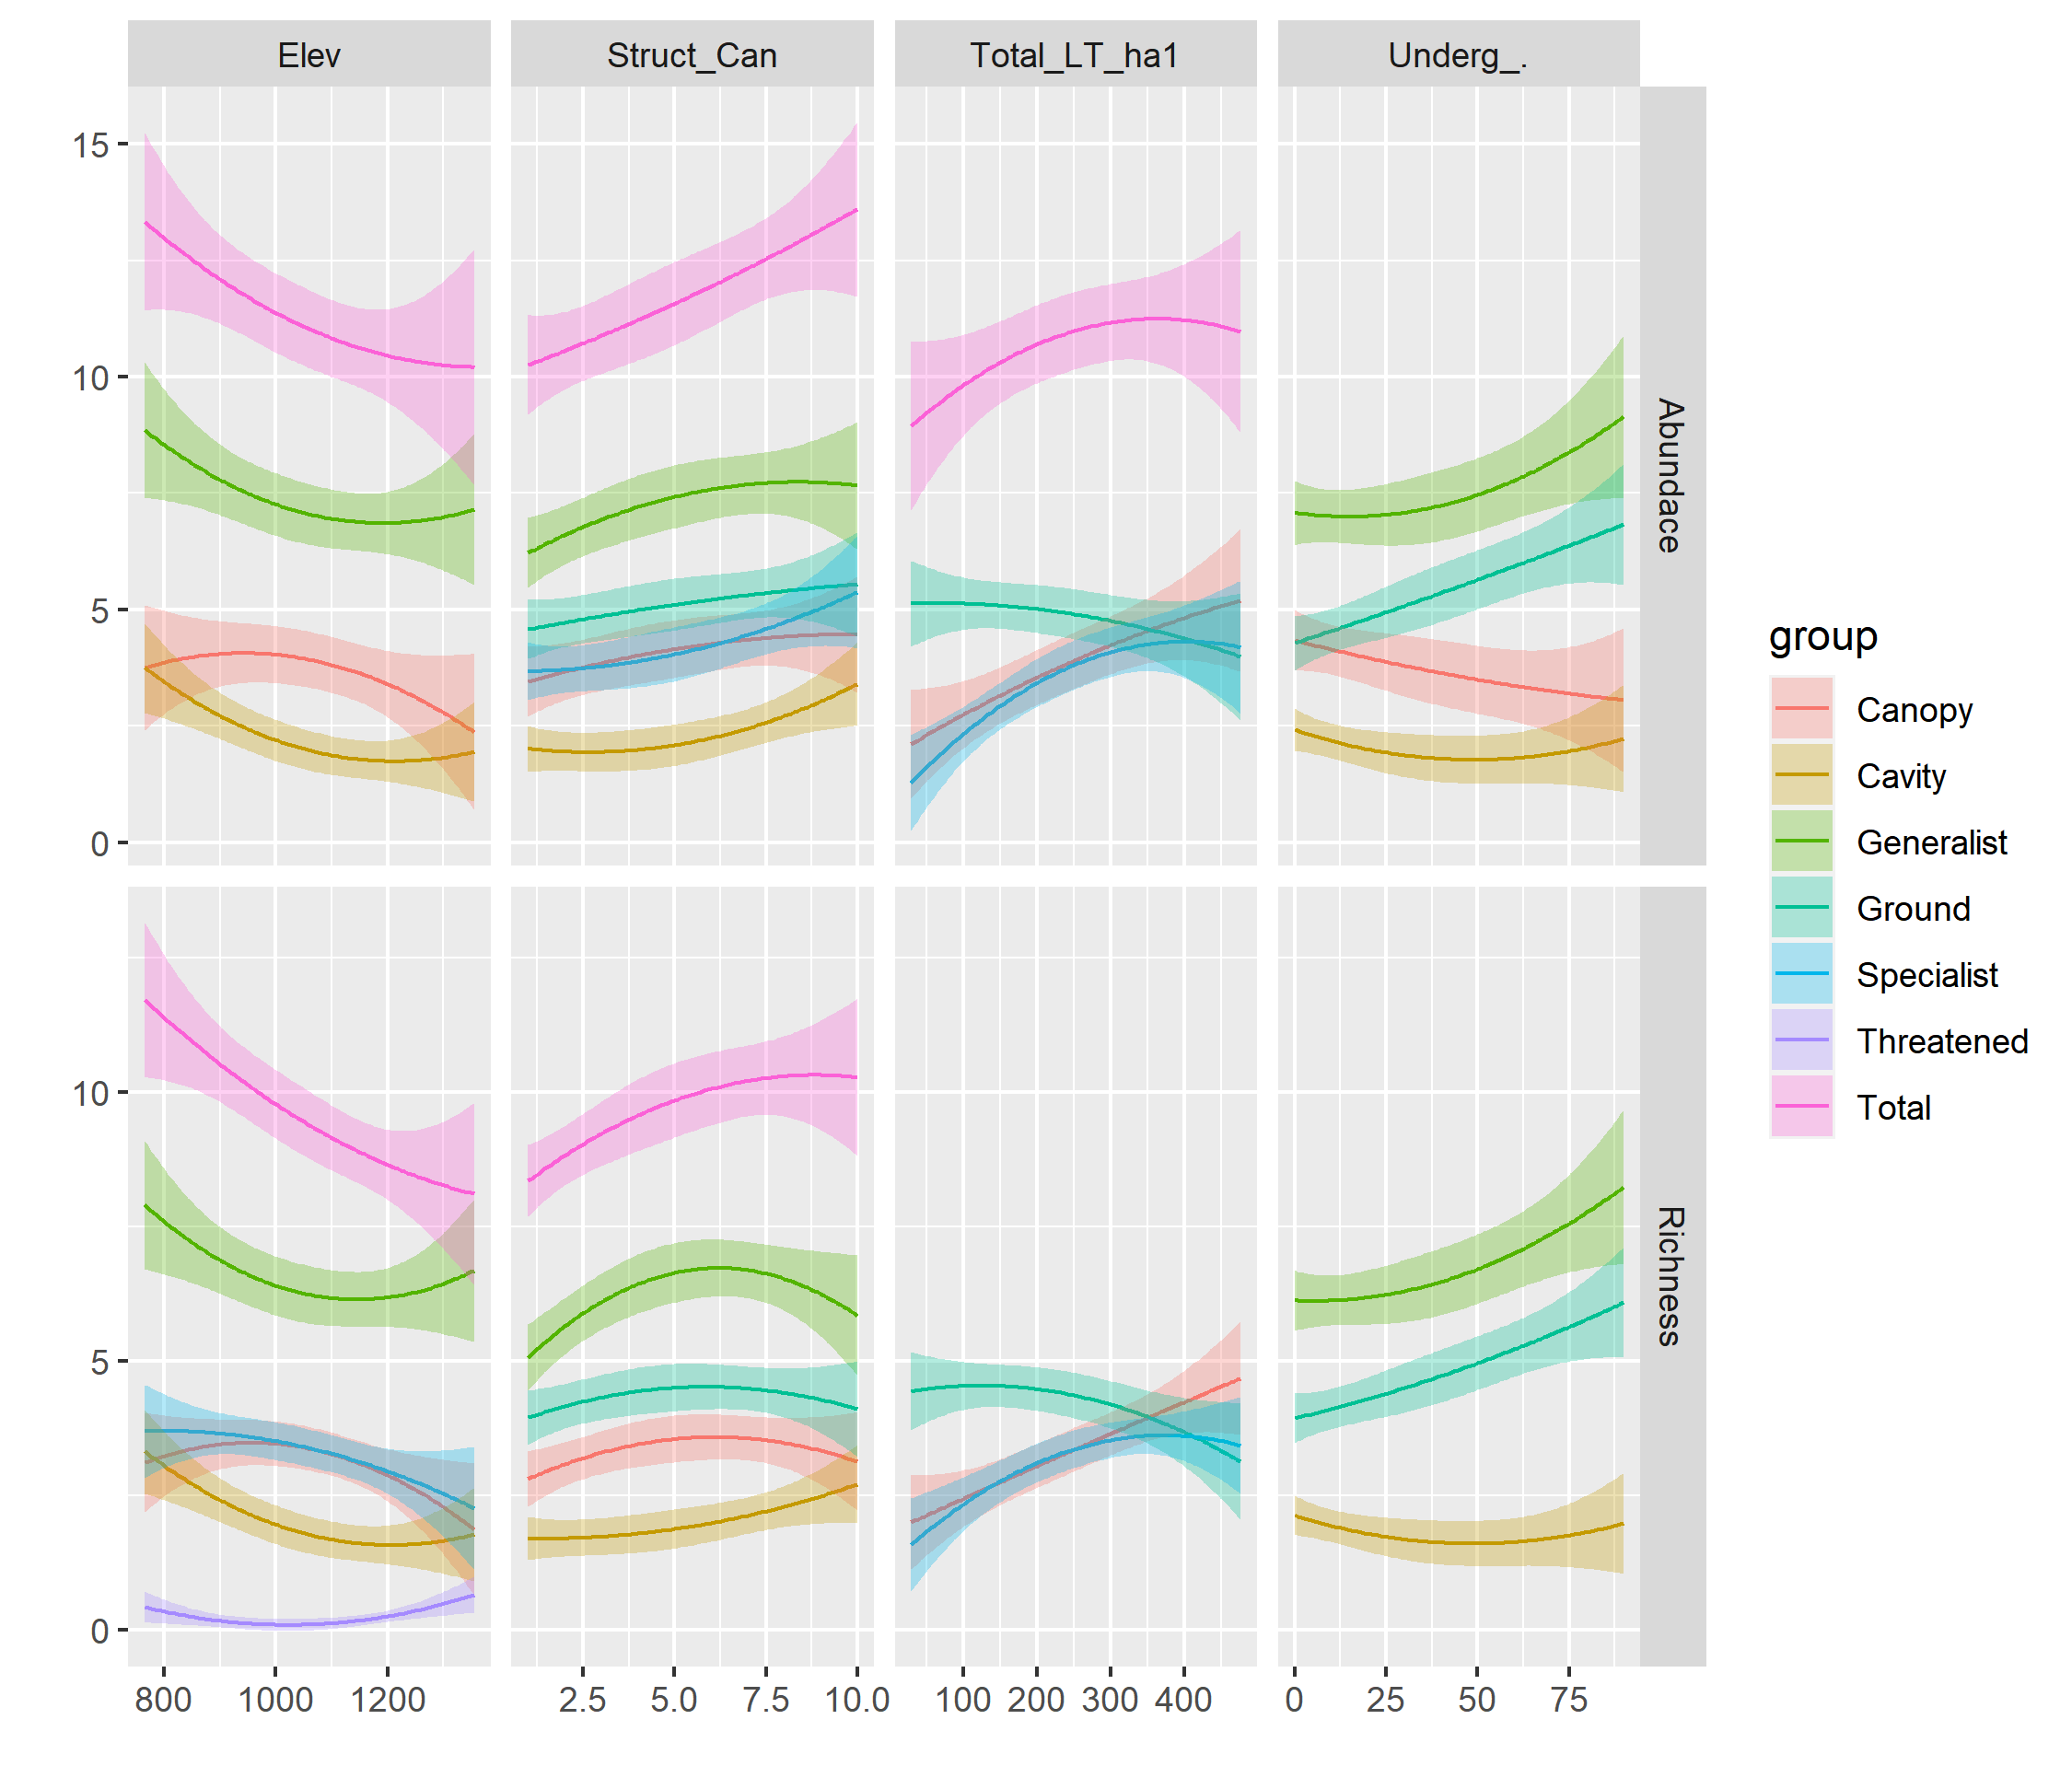 Elev Struct_Can Total_LT_ha1 Underg_.
15
10
5
0
Abundace
10
5
0
Richness
800 1000 1200 2.5 5.0 7.5 10.0 100 200 300 400 0 25 50 75
group
Canopy
Cavity
Generalist
Ground
Specialist
Threatened
Total